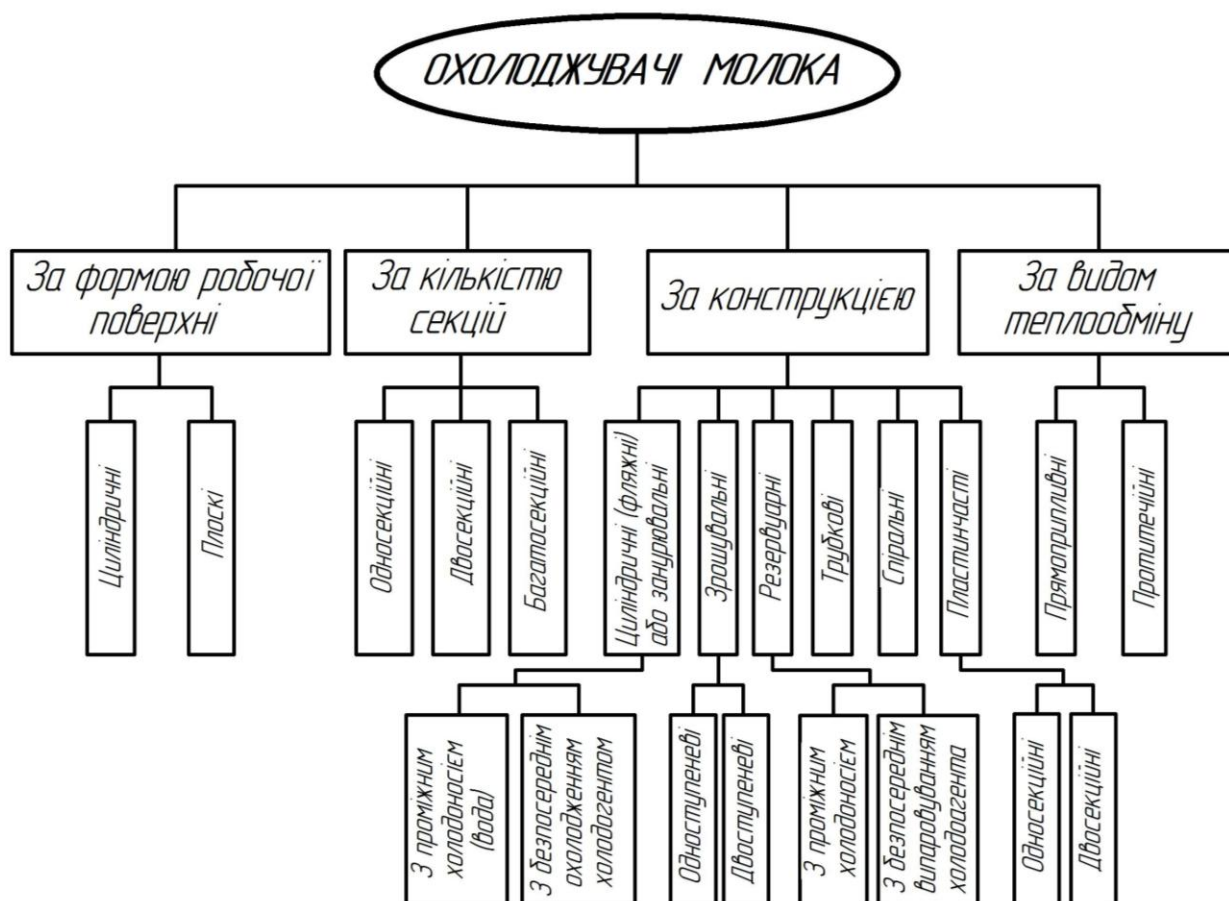 ОХОЛОДЖУВАЧІ МОЛОКА
За формою робочої
поверхні
За кількістю
секцій
За конструкцією
За видом
теплообміну
Циліндричні
Плоскі
Односекційні
Двосекційні
Багатосекційні
Циліндричні (фляжні)
або занурювальні
Зрошувальні
Резервуарні
Трубкові
Спіральні
Пластинчасті
Прямоприпливні
Протитечійні
З проміжним
холодоносієм
(вода)
З безпосереднім
охолодженням
холодогентом
Одноступеневі
Двоступеневі
З проміжним
холодоносієм
З безпосереднім
випаровуванням
холодоагента
Односекційні
Двосекційні